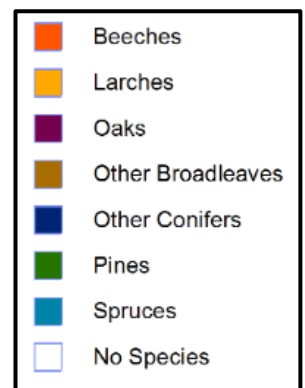 Beeches
Larches
Oaks
Other Broadleaves
Other Conifers
Pines
Spruces
No Species